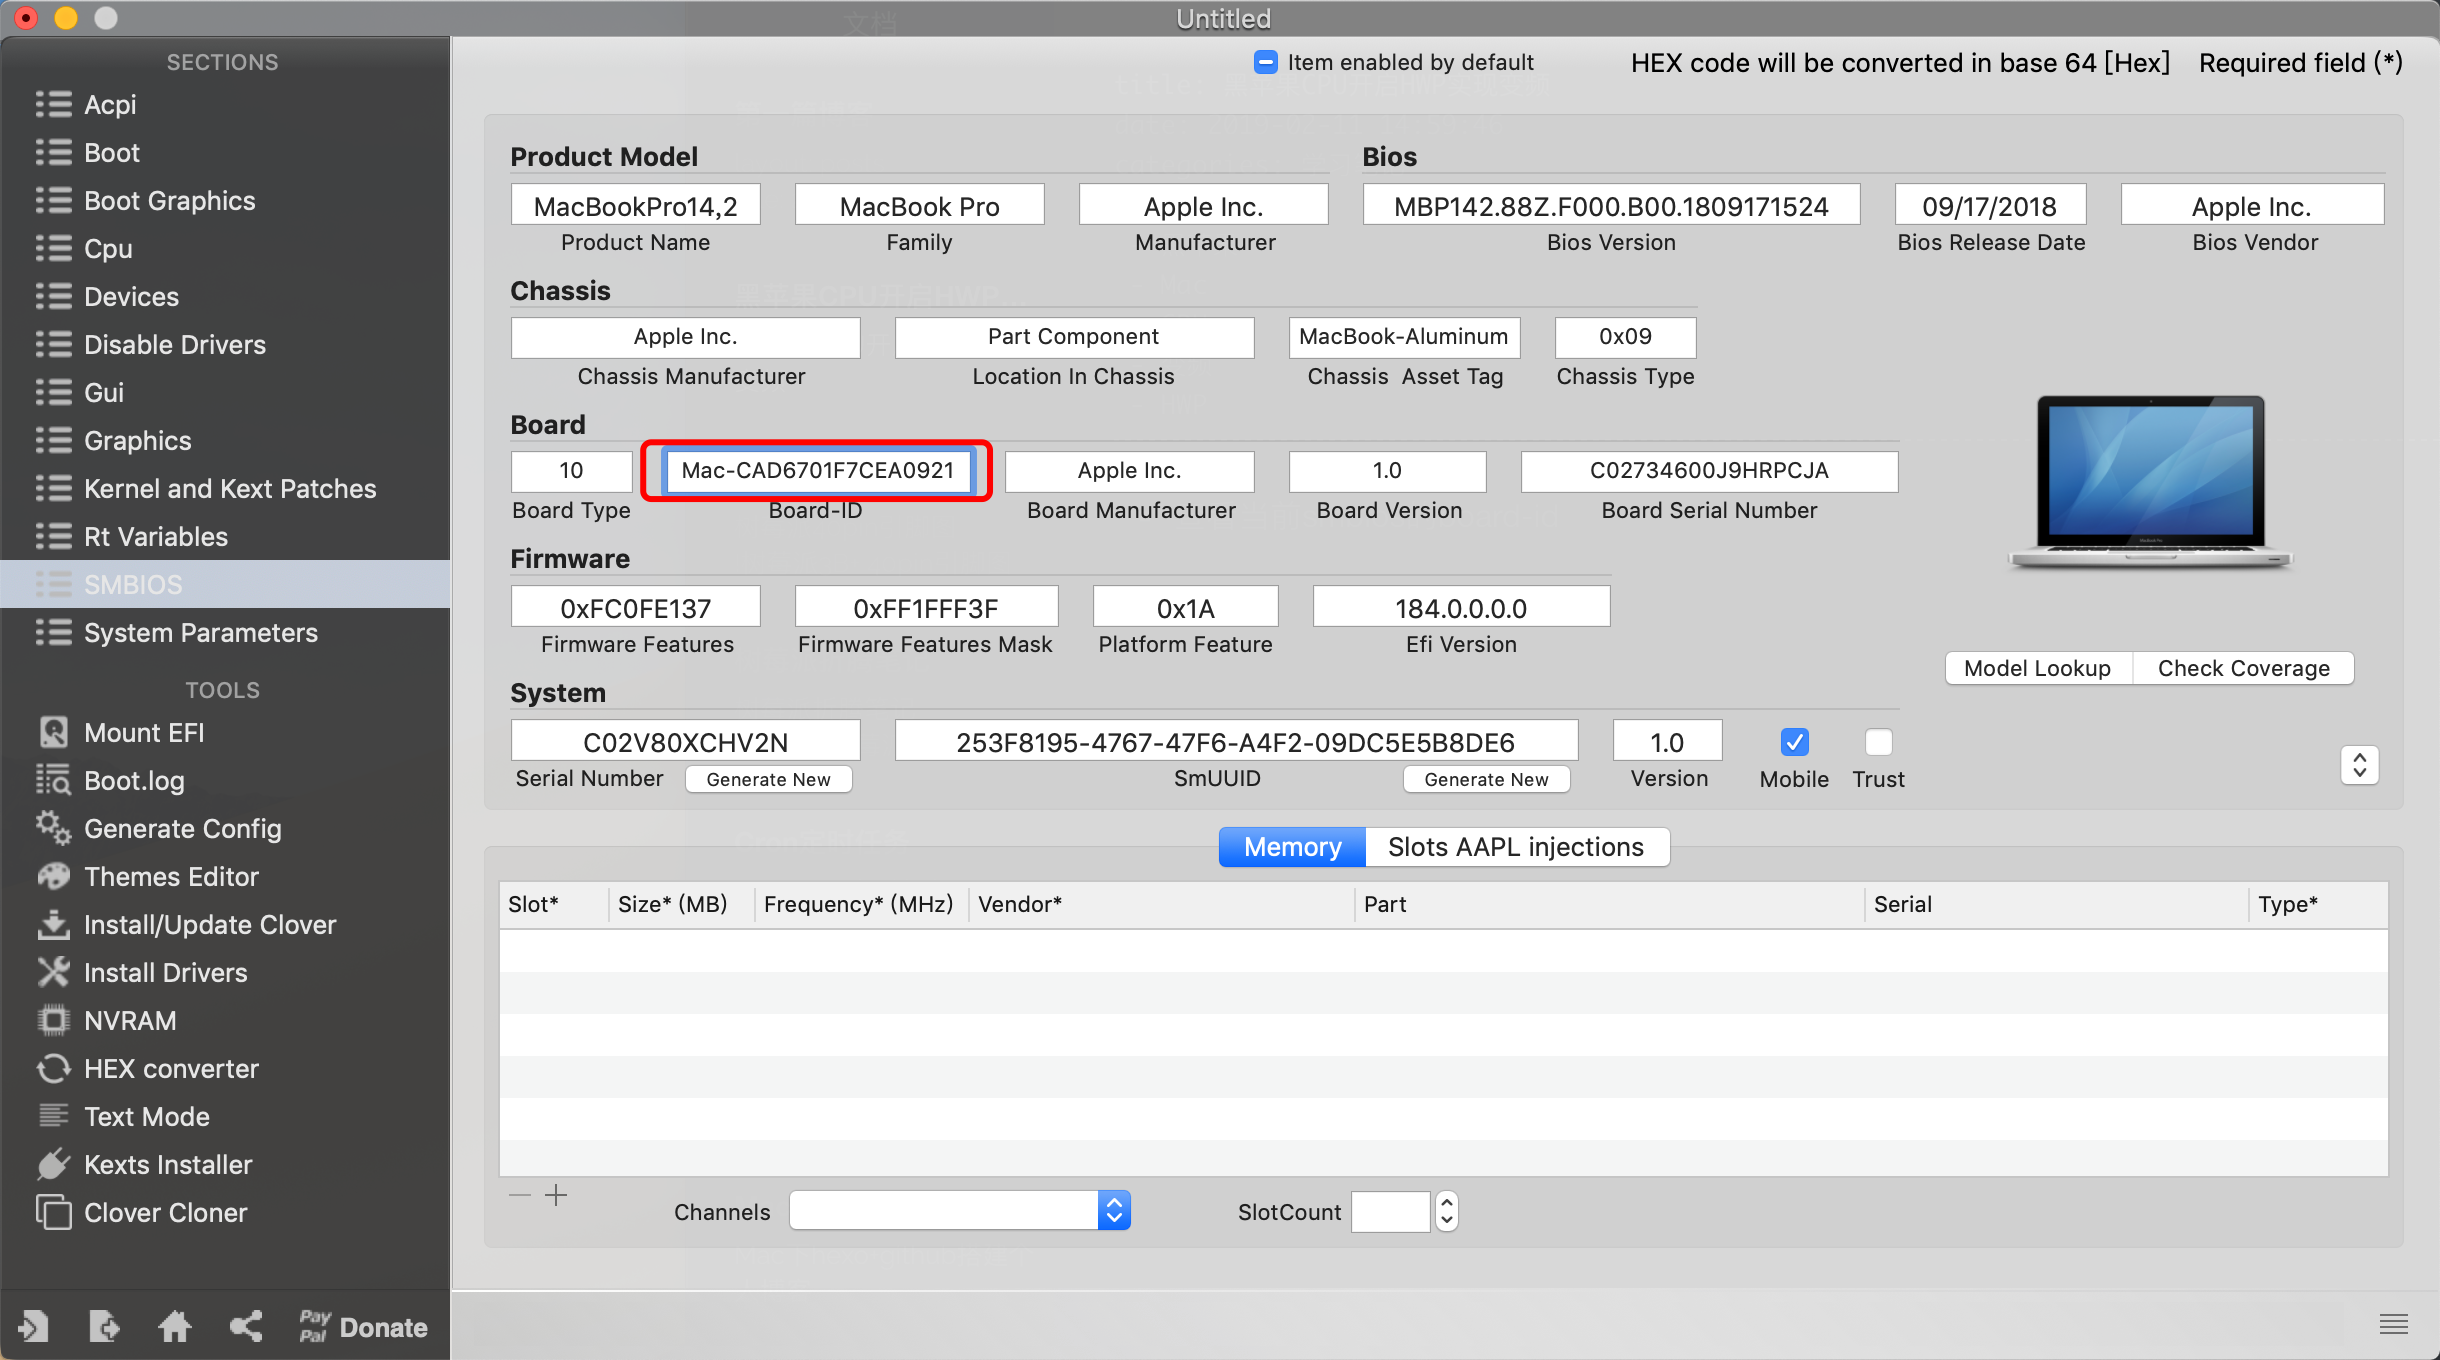 Untitled
SECTIONS
Acpi
Boot
Boot Graphics
Cpu
Devices
Disable Drivers
Gui
Graphics
Kernel and Kext Patches
Rt Variables
SMBIOS
System Parameters
TOOLS
Mount EFI
Boot.log
Generate Config
Themes Editor
Install/Update Clover
Install Drivers
NVRAM
HEX converter
Text Mode
Kexts Installer
Clover Cloner
Pay Pal Donate
Item enabled by default HEX code will be converted in base 64 [Hex] Required field (*)
Product Model Bios
MacBookPro14,2 MacBook Pro Apple Inc. MBP142.88Z.F000.B00.1809171524 09/17/2018 Apple Inc.
Product Name Family Manufacturer Bios Version Bios Release Date Bios Vendor
Chassis
Apple Inc. Part Component MacBook-Aluminum 0x09
Chassis Manufacturer Location In Chassis Chassis Asset Tag Chassis Type
Board
10 Mac-CAD6701F7CEA0921 Apple Inc. 1.0 C02734600J9HRPCJA
Board Type Board-ID Board Manufacturer Board Version Board Serial Number
Firmware
0xFC0FE137 0xFF1FFF3F 0x1A 184.0.0.0.0
Firmware Features Firmware Features Mask Platform Feature Efi Version
Model Lookup Check Coverage
System
C02V80XCHV2N 253F8195-4767-47F6-A4F2-09DC5E5B8DE6 1.0
Serial Number Generate New SmUUID Generate New Version Mobile Trust
Memory Slots AAPL injections
Slot* Size* (MB) Frequency* (MHz) Vendor* Part Serial Type*
Channels SlotCount